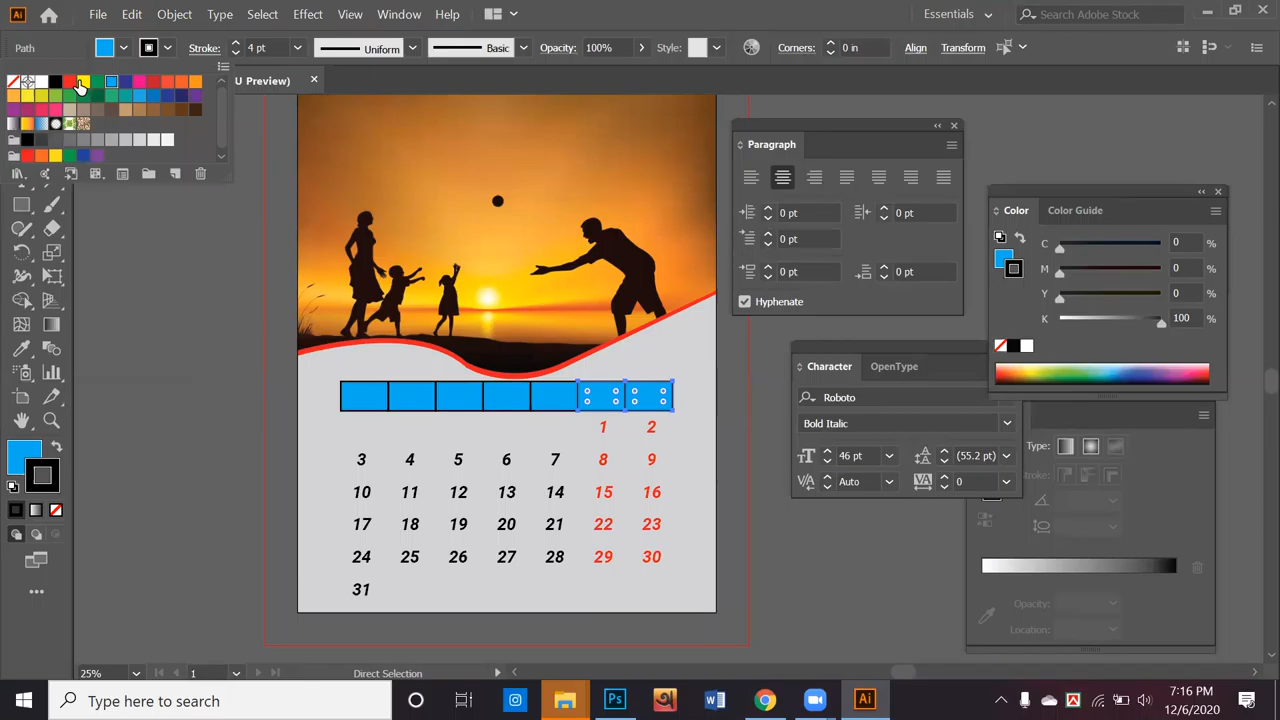 Ai File Edit Object Type Select Effect View Window Help Essentials Search Adobe Stock
Path Stroke: 4 pt Uniform Basic Opacity: 100% Style: Corners: 0 in Align Transform
U Preview) ×
Paragraph
0 pt 0 pt
0 pt
0 pt 0 pt
Hyphenate
Color Color Guide
C 0 %
M 0 %
Y 0 %
K 100 %
Character OpenType
Roboto
Bold Italic
46 pt (55.2 pt)
Auto 0
Type:
Opacity:
Location:
1 2
3 4 5 6 7 8 9
10 11 12 13 14 15 16
17 18 19 20 21 22 23
24 25 26 27 28 29 30
31
25% 1 Direct Selection
Type here to search
Ps
W
Ai
7:16 PM
12/6/2020